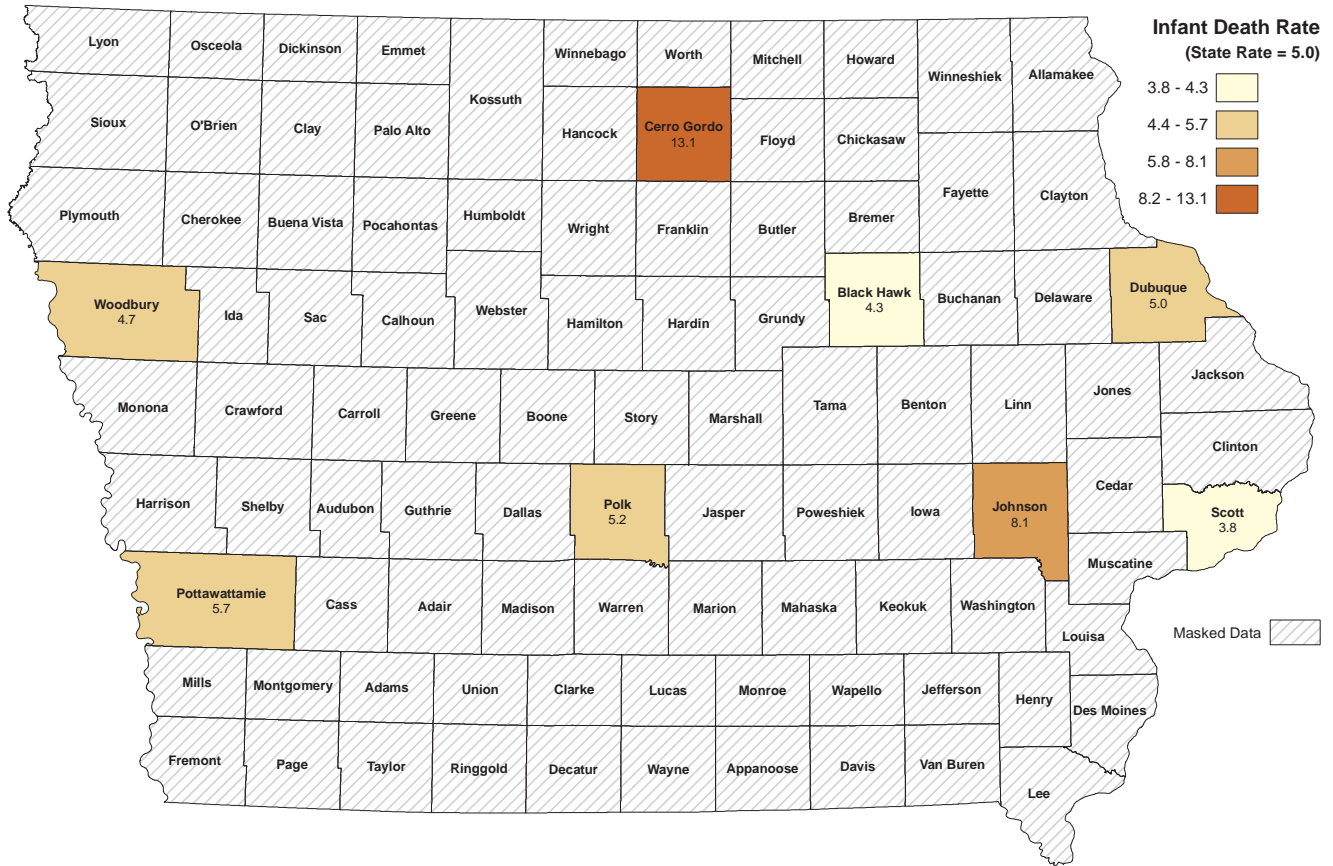 Infant Death Rate
(State Rate = 5.0)
3.8 - 4.3
4.4 - 5.7
5.8 - 8.1
8.2 - 13.1
Lyon
Osceola
Dickinson
Emmet
Kossuth
Winnebago
Worth
Mitchell
Howard
Winneshiek
Allamakee
Sioux
O'Brien
Clay
Palo Alto
Hancock
Cerro Gordo
13.1
Floyd
Chickasaw
Fayette
Clayton
Plymouth
Cherokee
Buena Vista
Pocahontas
Humboldt
Wright
Franklin
Butler
Bremer
Woodbury
4.7
Ida
Sac
Calhoun
Webster
Hamilton
Hardin
Grundy
Black Hawk
4.3
Buchanan
Delaware
Dubuque
5.0
Monona
Crawford
Carroll
Greene
Boone
Story
Marshall
Tama
Benton
Linn
Jones
Jackson
Clinton
Harrison
Shelby
Audubon
Guthrie
Dallas
Polk
5.2
Jasper
Poweshiek
Iowa
Johnson
8.1
Cedar
Scott
3.8
Muscatine
Pottawattamie
5.7
Cass
Adair
Madison
Warren
Marion
Mahaska
Keokuk
Washington
Louisa
Masked Data
Mills
Montgomery
Adams
Union
Clarke
Lucas
Monroe
Wapello
Jefferson
Henry
Des Moines
Fremont
Page
Taylor
Ringgold
Decatur
Wayne
Appanoose
Davis
Van Buren
Lee